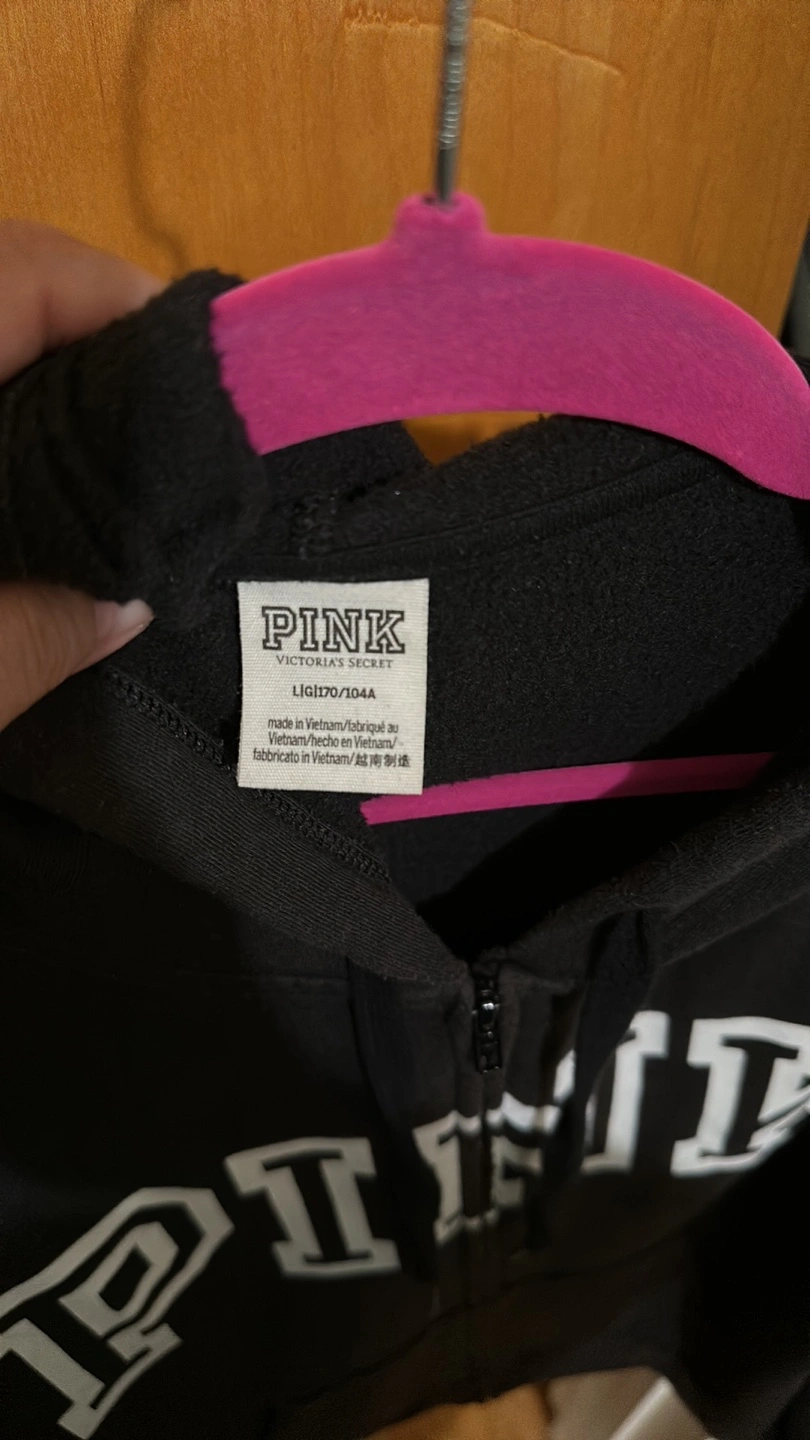 PINK
VICTORIA'S SECRET
L|G|170/104A
made in Vietnam/fabriqué au
Vietnam/hecho en Vietnam/
fabbricato in Vietnam/越南制造
PINK